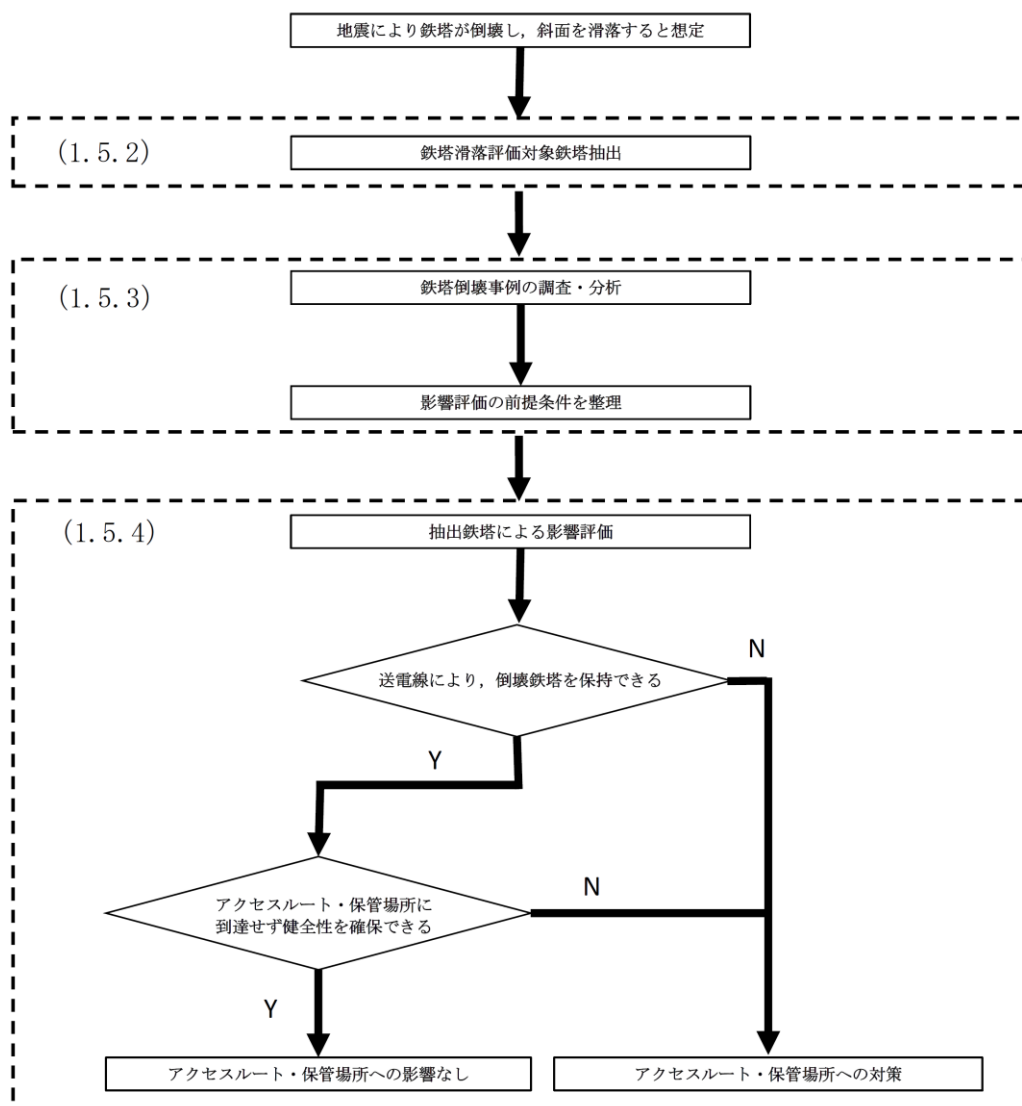 地震により鉄塔が倒壊し，斜面を滑落すると想定
(1.5.2)
鉄塔滑落評価対象鉄塔抽出
(1.5.3)
鉄塔倒壊事例の調査・分析
影響評価の前提条件を整理
(1.5.4)
抽出鉄塔による影響評価
送電線により，倒壊鉄塔を保持できる
N
Y
アクセスルート・保管場所に
到達せず健全性を確保できる
N
Y
アクセスルート・保管場所への影響なし
アクセスルート・保管場所への対策